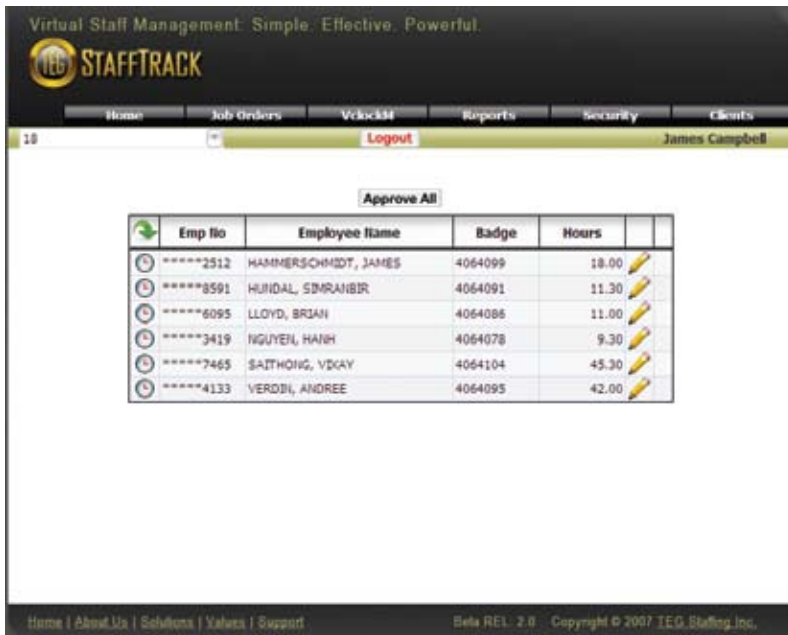 Virtual Staff Management: Simple. Effective. Powerful.
TEG STAFFTRACK
Home Job Orders VclockM Reports Security Clients
18 Logout James Campbell
Approve All
Emp No Employee Name Badge Hours
*****2512 HAMMERSCHMIDT, JAMES 4064099 18.00
*****8591 HUNDAL, SIMRANBIR 4064091 11.30
*****6095 LLOYD, BRIAN 4064086 11.00
*****3419 NGUYEN, HANH 4064078 9.30
*****7465 SAITHONG, VIXAY 4064104 45.30
*****4133 VERDIN, ANDREE 4064095 42.00
Home | About Us | Solutions | Values | Support Beta REL. 2.0 Copyright © 2007 TEG Staffing Inc.